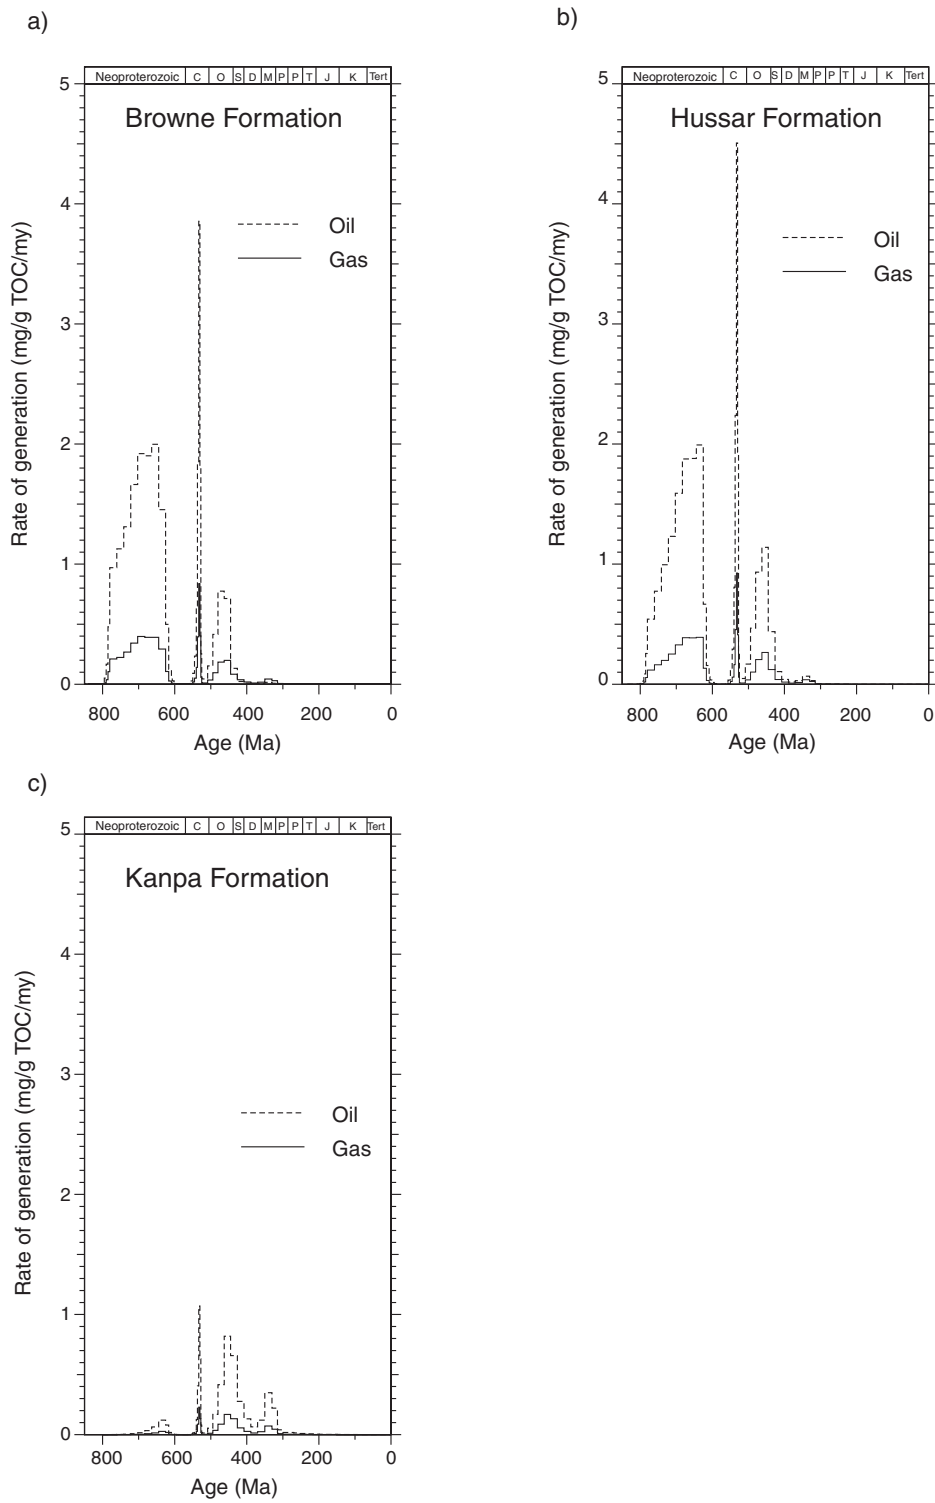 a)
Neoproterozoic C O S D M P P T J K Tert
Browne Formation
Oil
Gas
5
4
3
2
1
0
Rate of generation (mg/g TOC/my)
800 600 400 200 0
Age (Ma)
b)
Neoproterozoic C O S D M P P T J K Tert
Hussar Formation
Oil
Gas
5
4
3
2
1
0
Rate of generation (mg/g TOC/my)
800 600 400 200 0
Age (Ma)
c)
Neoproterozoic C O S D M P P T J K Tert
Kanpa Formation
Oil
Gas
5
4
3
2
1
0
Rate of generation (mg/g TOC/my)
800 600 400 200 0
Age (Ma)